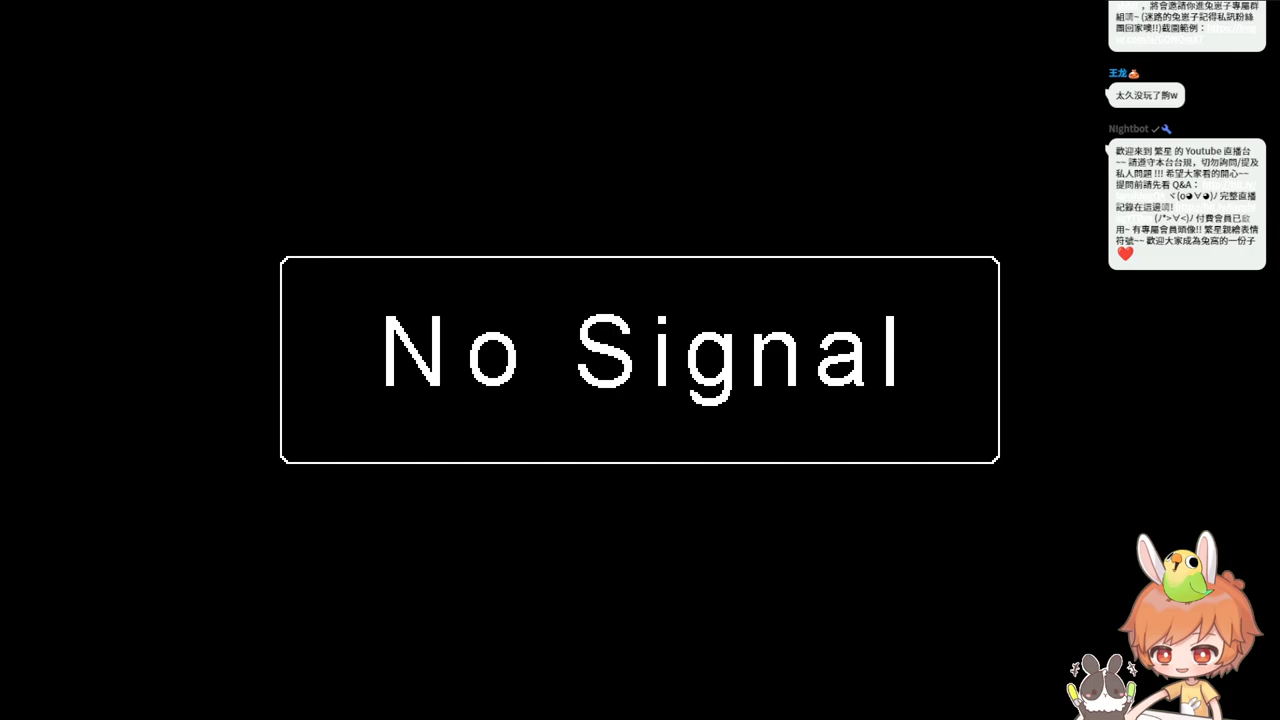 ，將會邀請你進兔崽子專屬群
組唷~ (迷路的兔崽子記得私訊粉絲
團回家噢!!)截圖範例：
王龙
太久没玩了齁w
Nightbot
歡迎來到 繁星 的 Youtube 直播台
~~ 請遵守本台台規，切勿詢問/提及
私人問題 !!! 希望大家看的開心~~
提問前請先看 Q&A：
ヾ(o◕∀◕)ﾉ 完整直播
記錄在這邊唷!
(ﾉ*>∀<)ﾉ 付費會員已啟
用~ 有專屬會員頭像!! 繁星親繪表情
符號~~ 歡迎大家成為兔窩的一份子
❤️
No Signal